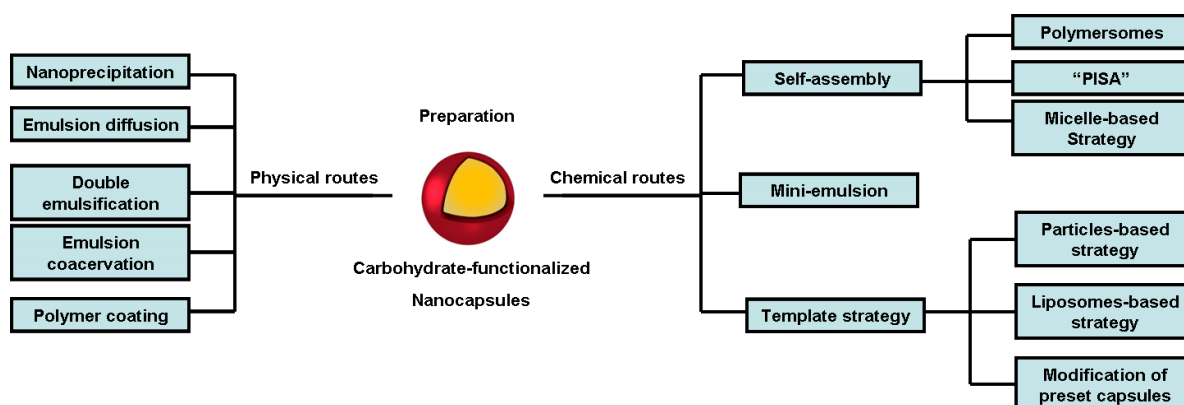 Nanoprecipitation
Emulsion diffusion
Double
emulsification
Emulsion
coacervation
Polymer coating
Physical routes
Preparation
Carbohydrate-functionalized
Nanocapsules
Chemical routes
Self-assembly
Mini-emulsion
Template strategy
Polymersomes
“PISA”
Micelle-based
Strategy
Particles-based
strategy
Liposomes-based
strategy
Modification of
preset capsules